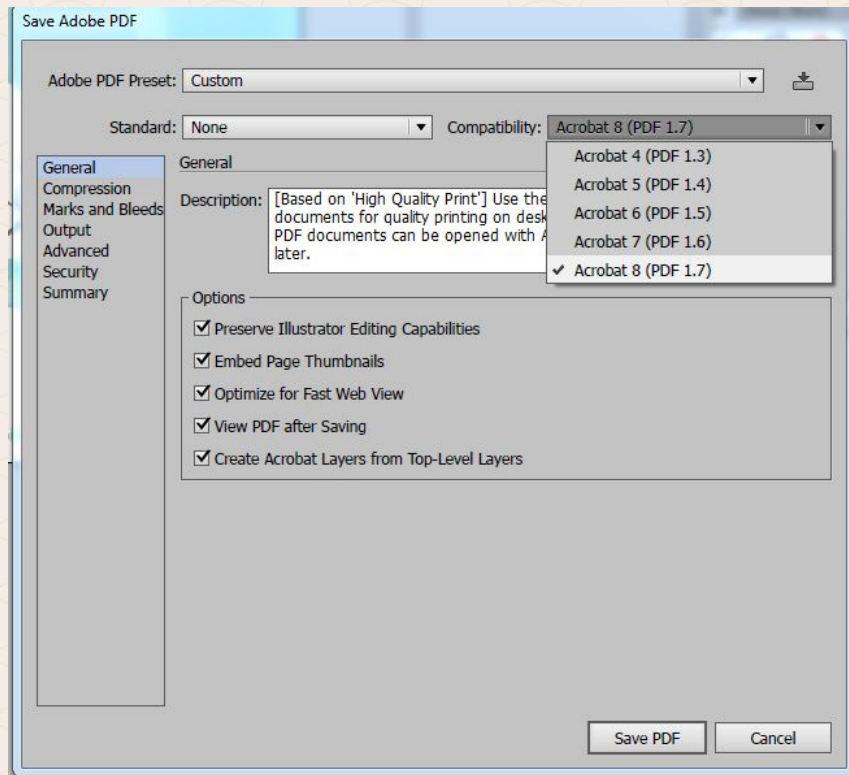 Save Adobe PDF
Adobe PDF Preset: Custom
Standard: None Compatibility: Acrobat 8 (PDF 1.7)
Acrobat 4 (PDF 1.3)
Acrobat 5 (PDF 1.4)
Acrobat 6 (PDF 1.5)
Acrobat 7 (PDF 1.6)
Acrobat 8 (PDF 1.7)
General
Compression
Marks and Bleeds
Output
Advanced
Security
Summary
General
Description: [Based on 'High Quality Print'] Use the
documents for quality printing on desk
PDF documents can be opened with A
later.
Options
Preserve Illustrator Editing Capabilities
Embed Page Thumbnails
Optimize for Fast Web View
View PDF after Saving
Create Acrobat Layers from Top-Level Layers
Save PDF Cancel